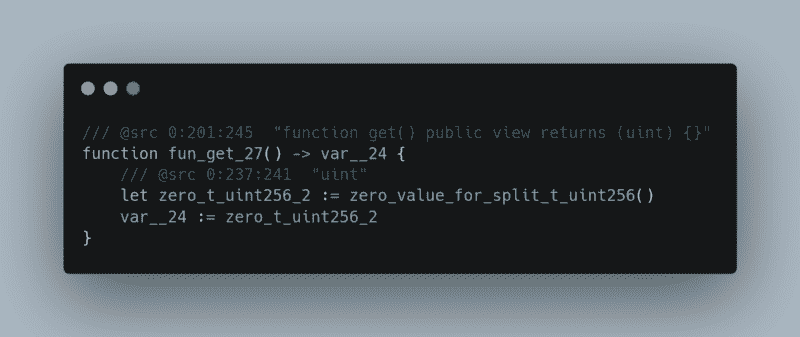 /// @src 0:201:245  "function get() public view returns (uint) {}"
function fun_get_27() -> var__24 {
    /// @src 0:237:241  "uint"
    let zero_t_uint256_2 := zero_value_for_split_t_uint256()
    var__24 := zero_t_uint256_2
}